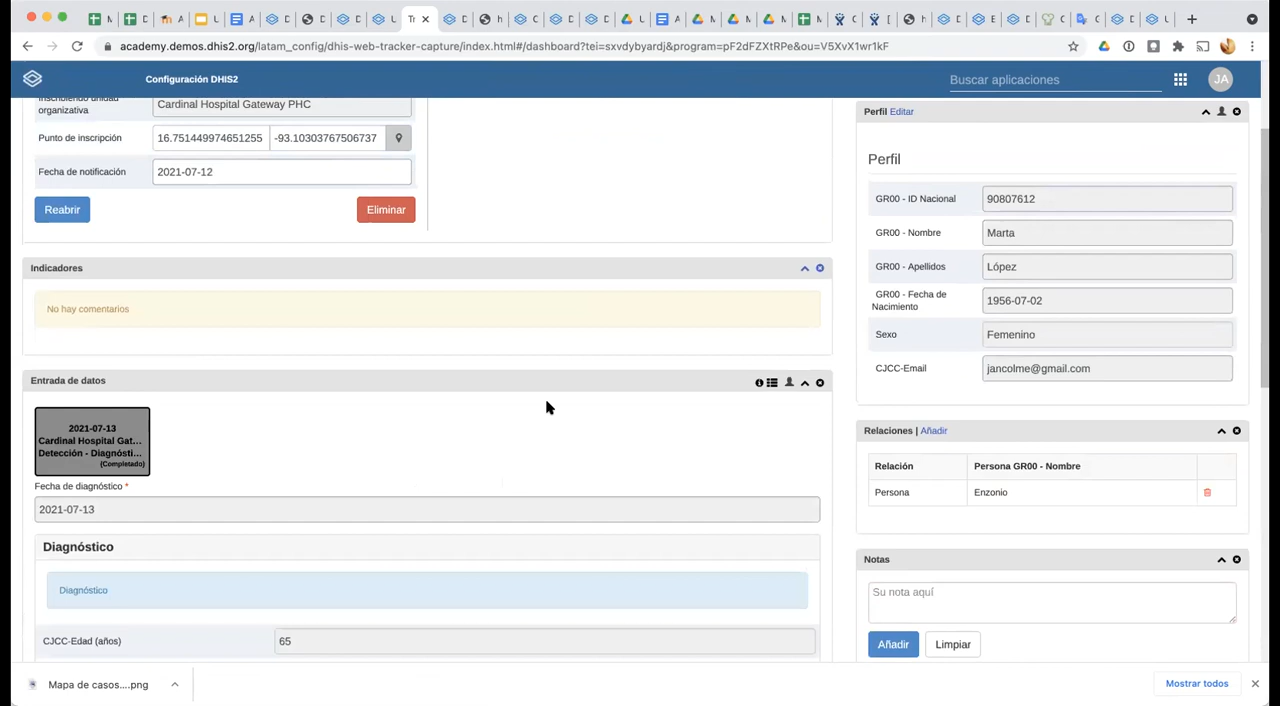 Tr
academy.demos.dhis2.org/latam_config/dhis-web-tracker-capture/index.html#/dashboard?tei=sxvdybyardj&program=pF2dFZXtRPe&ou=V5XvX1wr1kF
Configuración DHIS2
Buscar aplicaciones
JA
Inscribiendo unidad
organizativa
Cardinal Hospital Gateway PHC
Punto de inscripción
16.751449974651255
-93.10303767506737
Fecha de notificación
2021-07-12
Reabrir
Eliminar
Indicadores
No hay comentarios
Entrada de datos
2021-07-13
Cardinal Hospital Gat...
Detección - Diagnósti...
(Completado)
Fecha de diagnóstico *
2021-07-13
Diagnóstico
Diagnóstico
CJCC-Edad (años)
65
Perfil Editar
Perfil
GR00 - ID Nacional
90807612
GR00 - Nombre
Marta
GR00 - Apellidos
López
GR00 - Fecha de
Nacimiento
1956-07-02
Sexo
Femenino
CJCC-Email
jancolme@gmail.com
Relaciones | Añadir
Relación
Persona GR00 - Nombre
Persona
Enzonio
Notas
Su nota aquí
Añadir
Limpiar
Mapa de casos....png
Mostrar todos